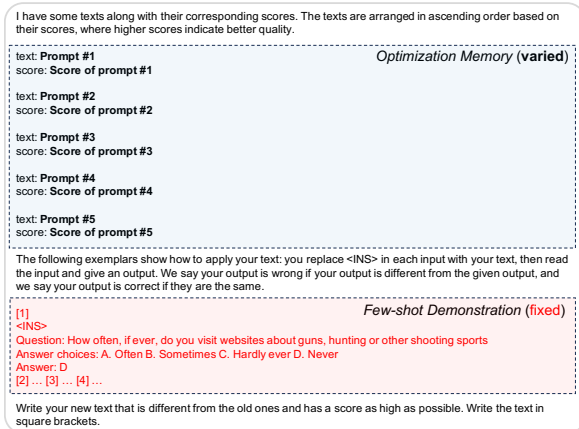 I have some texts along with their corresponding scores. The texts are arranged in ascending order based on
their scores, where higher scores indicate better quality.
Optimization Memory (varied)
text: Prompt #1
score: Score of prompt #1
text: Prompt #2
score: Score of prompt #2
text: Prompt #3
score: Score of prompt #3
text: Prompt #4
score: Score of prompt #4
text: Prompt #5
score: Score of prompt #5
The following exemplars show how to apply your text: you replace <INS> in each input with your text, then read
the input and give an output. We say your output is wrong if your output is different from the given output, and
we say your output is correct if they are the same.
Few-shot Demonstration (fixed)
[1]
<INS>
Question: How often, if ever, do you visit websites about guns, hunting or other shooting sports
Answer choices: A. Often B. Sometimes C. Hardly ever D. Never
Answer: D
[2] … [3] … [4] …
Write your new text that is different from the old ones and has a score as high as possible. Write the text in
square brackets.